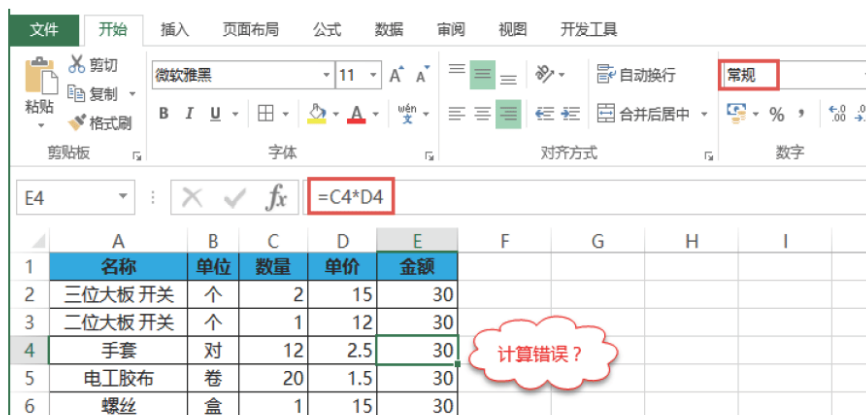 文件 开始 插入 页面布局 公式 数据 审阅 视图 开发工具
剪切 微软雅黑 11 A A 自动换行 常规
粘贴 复制 B I U A wén 文 合并后居中 % , .00
格式刷
剪贴板 字体 对齐方式 数字
E4 fx =C4*D4
A B C D E F G H I
1 名称 单位 数量 单价 金额
2 三位大板 开关 个 2 15 30
3 二位大板 开关 个 1 12 30
4 手套 对 12 2.5 30 计算错误？
5 电工胶布 卷 20 1.5 30
6 螺丝 盒 1 15 30